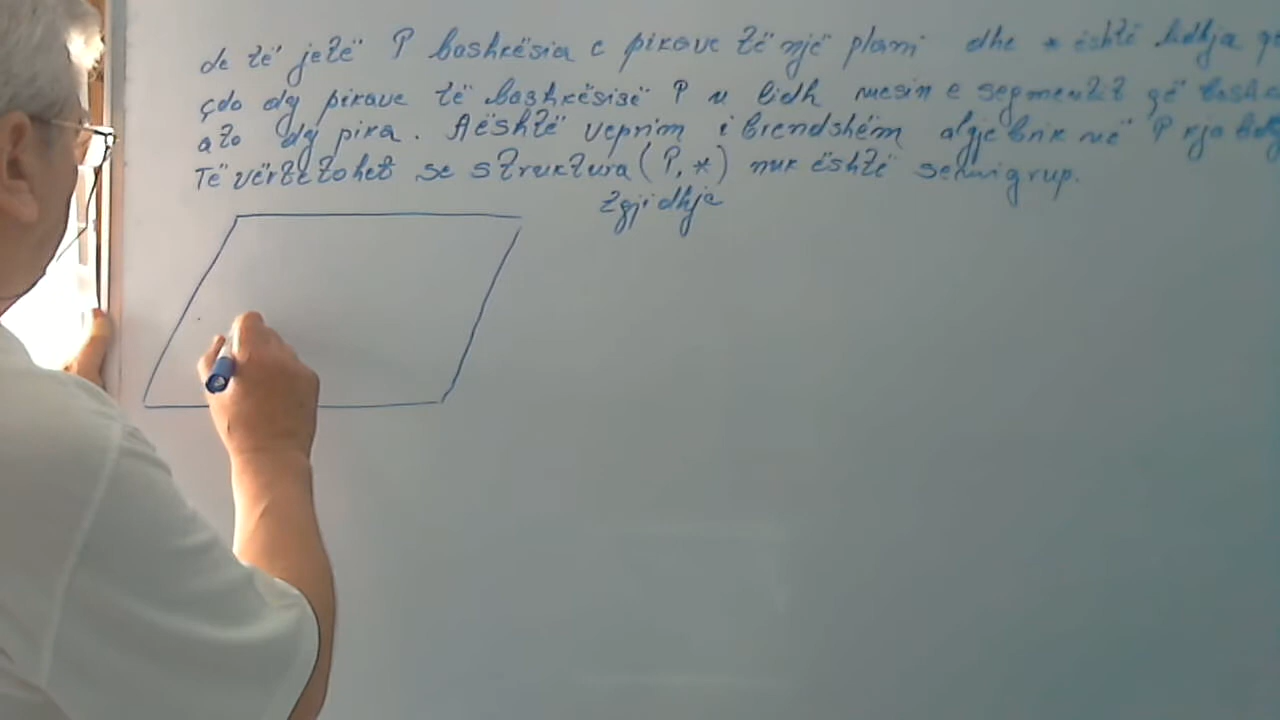 le të jetë P bashkësia e pikave të një plani dhe * është lidhja që
çdo dy pikave të bashkësisë P u lidh mesin e segmentit që bashk
ato dy pika. A është veprim i brendshëm algjebrik në P kjo
Të vërtetohet se struktura (P, *) nuk është semigrup.
Zgjidhje